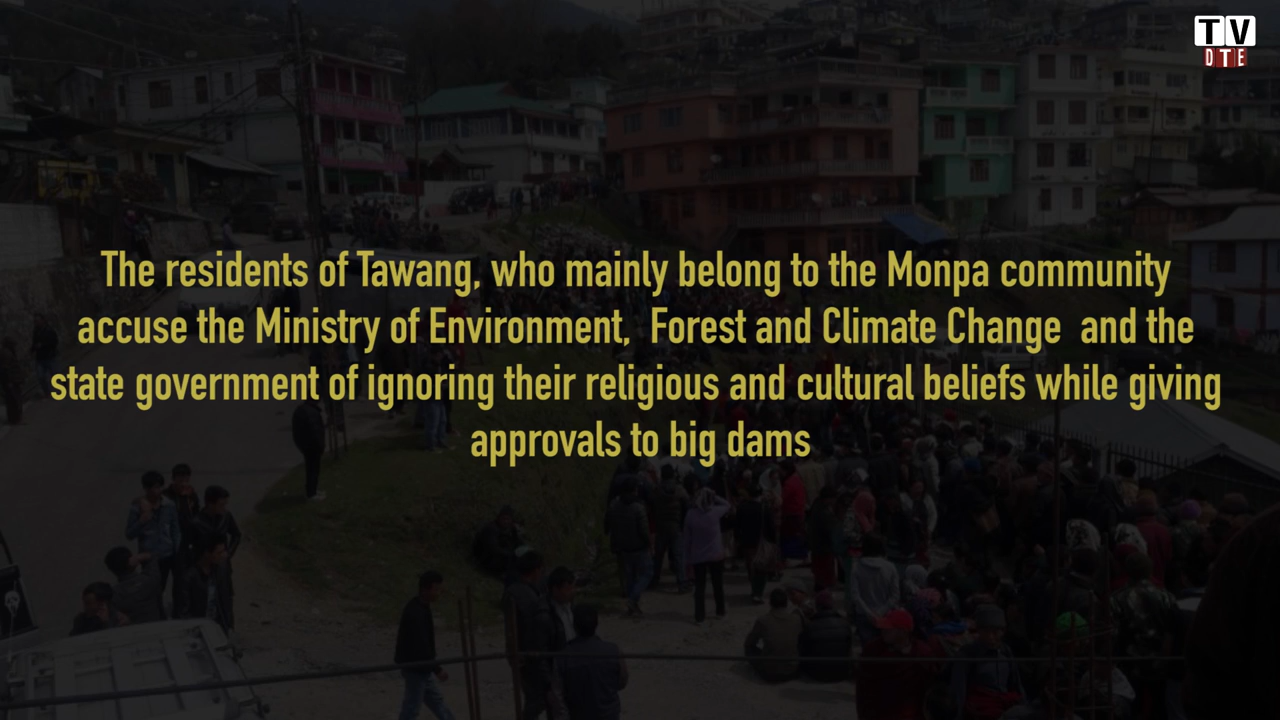 TV
DTE
The residents of Tawang, who mainly belong to the Monpa community
accuse the Ministry of Environment,  Forest and Climate Change  and the
state government of ignoring their religious and cultural beliefs while giving
approvals to big dams